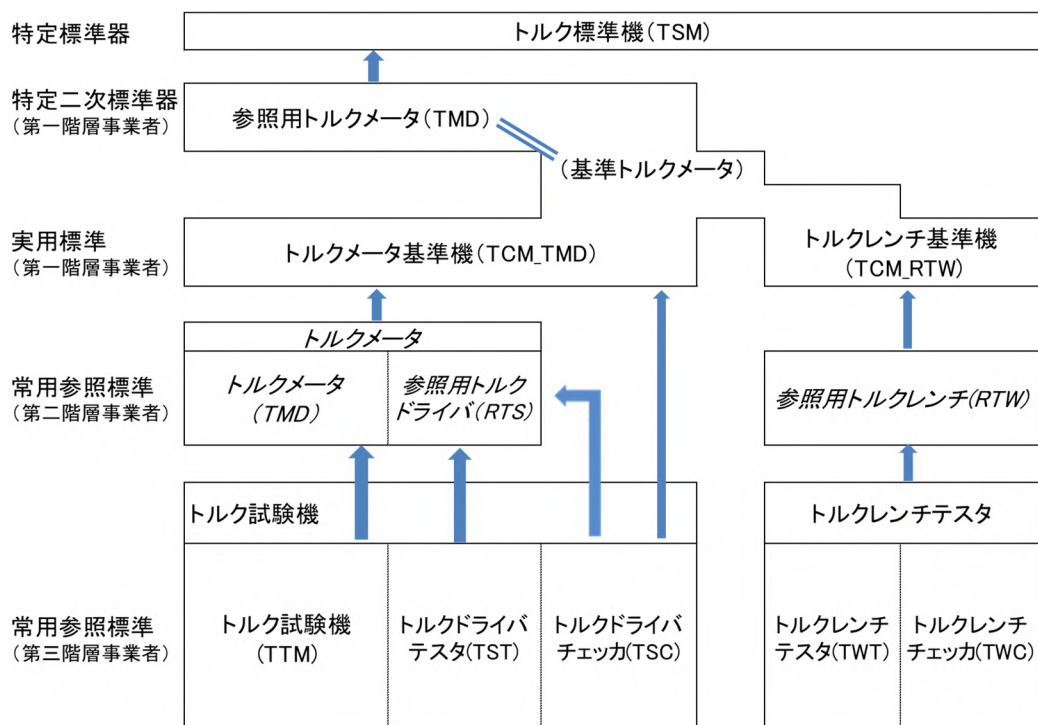 特定標準器
トルク標準機(TSM)
特定二次標準器
(第一階層事業者)
参照用トルクメータ(TMD)
(基準トルクメータ)
実用標準
(第一階層事業者)
トルクメータ基準機(TCM_TMD)
トルクレンチ基準機
(TCM_RTW)
トルクメータ
常用参照標準
(第二階層事業者)
トルクメータ
(TMD)
参照用トルク
ドライバ(RTS)
参照用トルクレンチ(RTW)
トルク試験機
トルクレンチテスタ
常用参照標準
(第三階層事業者)
トルク試験機
(TTM)
トルクドライバ
テスタ(TST)
トルクドライバ
チェッカ(TSC)
トルクレンチ
テスタ(TWT)
トルクレンチ
チェッカ(TWC)